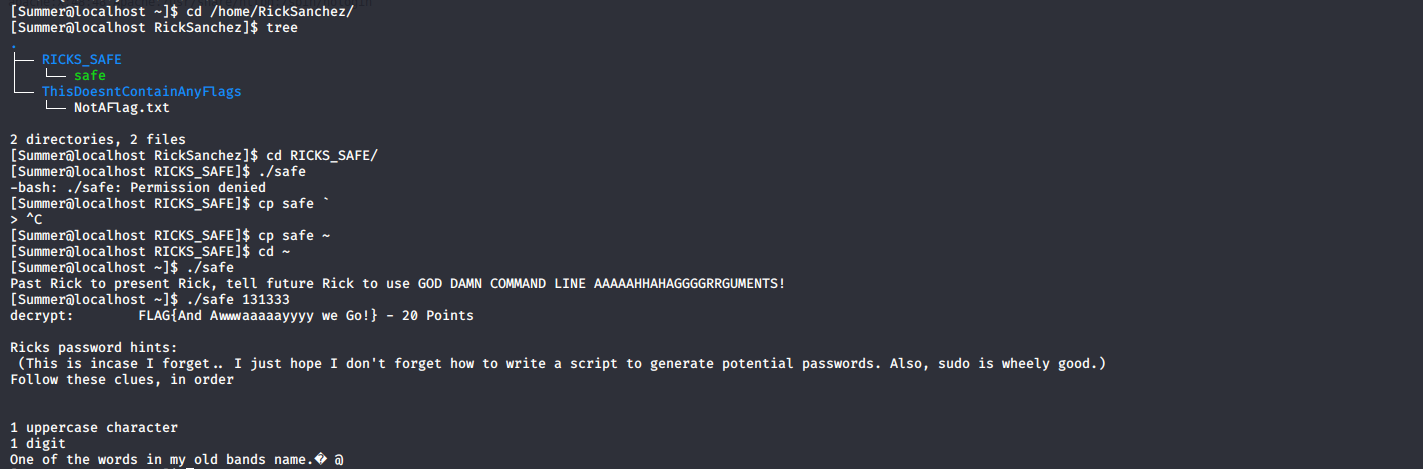 [Summer@localhost ~]$ cd /home/RickSanchez/
[Summer@localhost RickSanchez]$ tree
.
├── RICKS_SAFE
│   └── safe
└── ThisDoesntContainAnyFlags
    └── NotAFlag.txt

2 directories, 2 files
[Summer@localhost RickSanchez]$ cd RICKS_SAFE/
[Summer@localhost RICKS_SAFE]$ ./safe
-bash: ./safe: Permission denied
[Summer@localhost RICKS_SAFE]$ cp safe `
> ^C
[Summer@localhost RICKS_SAFE]$ cp safe ~
[Summer@localhost RICKS_SAFE]$ cd ~
[Summer@localhost ~]$ ./safe
Past Rick to present Rick, tell future Rick to use GOD DAMN COMMAND LINE AAAAAHHAHAGGGGRRGUMENTS!
[Summer@localhost ~]$ ./safe 131333
decrypt:        FLAG{And Awwwaaaaayyyy we Go!} - 20 Points

Ricks password hints:
 (This is incase I forget.. I just hope I don't forget how to write a script to generate potential passwords. Also, sudo is wheely good.)
Follow these clues, in order


1 uppercase character
1 digit
One of the words in my old bands name.� @